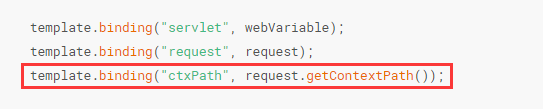 template.binding("servlet", webVariable);
template.binding("request", request);
template.binding("ctxPath", request.getContextPath());